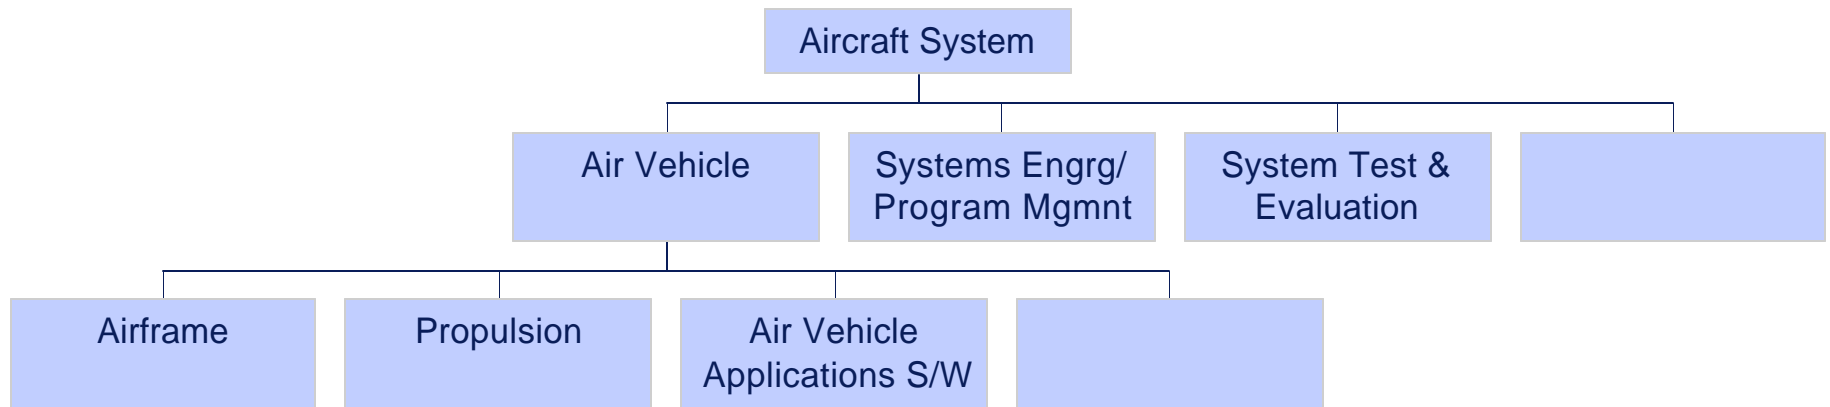 Aircraft System
Air Vehicle
Systems Engrg/
Program Mgmnt
System Test &
Evaluation
Airframe
Propulsion
Air Vehicle
Applications S/W